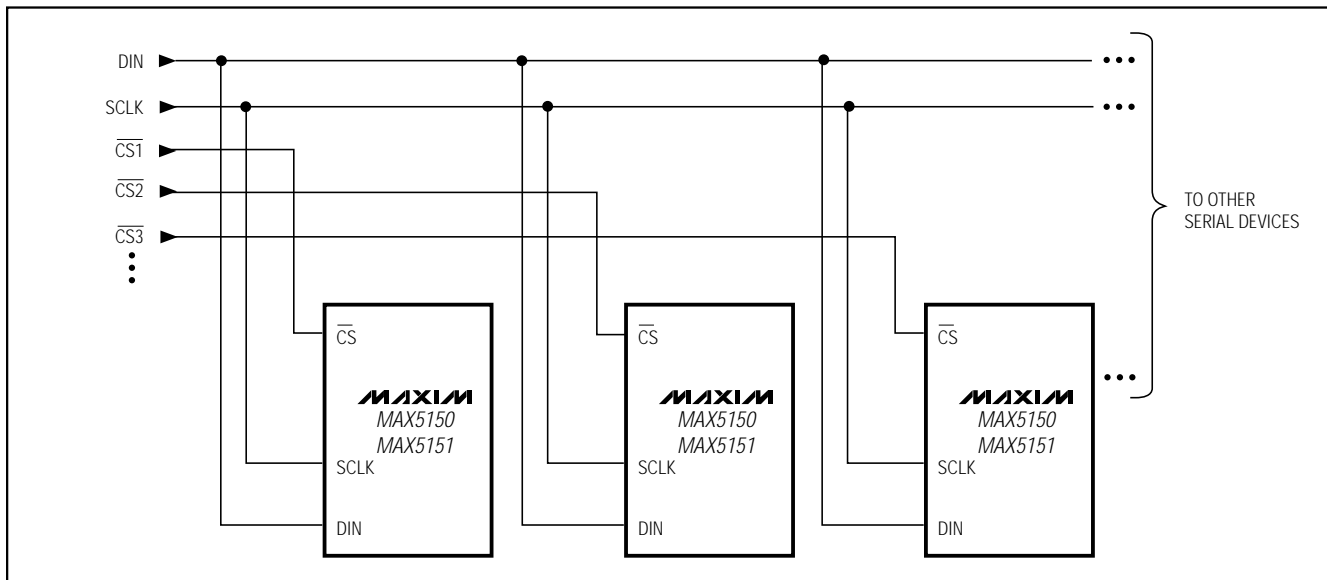 DIN
SCLK
CS1
CS2
CS3
TO OTHER
SERIAL DEVICES
CS
MAXIM
MAX5150
MAX5151
SCLK
DIN
CS
MAXIM
MAX5150
MAX5151
SCLK
DIN
CS
MAXIM
MAX5150
MAX5151
SCLK
DIN